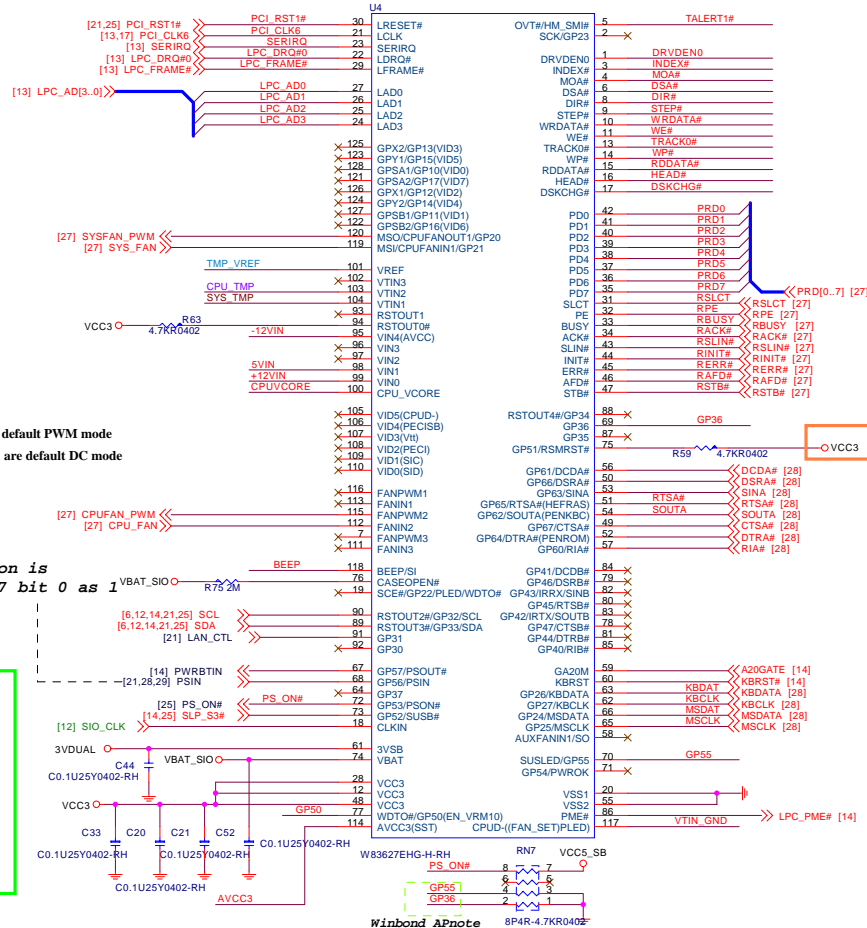 U4
[21,25] PCI_RST1# PCI_RST1# 30 LRESET# OVT#/HM_SMI# 5 TALERT1#
[13,17] PCI_CLK6 PCI_CLK6 21 LCLK SCK/GP23 2
[13] SERIRQ SERIRQ 23 SERIRQ
[13] LPC_DRQ#0 LPC_DRQ#0 22 LDRQ# DRVDEN0 1 DRVDEN0
[13] LPC_FRAME# LPC_FRAME# 29 LFRAME# INDEX# 3 INDEX#
MOA# 4 MOA#
[13] LPC_AD[3..0] LPC_AD0 27 LAD0 DSA# 6 DSA#
LPC_AD1 26 LAD1 DIR# 8 DIR#
LPC_AD2 25 LAD2 STEP# 9 STEP#
LPC_AD3 24 LAD3 WRDATA# 10 WRDATA#
WE# 11 WE#
125 GPX2/GP13(VID3) TRACK0# 13 TRACK0#
123 GPY1/GP15(VID5) WP# 14 WP#
128 GPSA1/GP10(VID0) RDDATA# 15 RDDATA#
121 GPSA2/GP17(VID7) HEAD# 16 HEAD#
126 GPX1/GP12(VID2) DSKCHG# 17 DSKCHG#
124 GPY2/GP14(VID4)
127 GPSB1/GP11(VID1) PD0 42 PRD0
122 GPSB2/GP16(VID6) PD1 41 PRD1
[27] SYSFAN_PWM 120 MSO/CPUFANOUT1/GP20 PD2 40 PRD2
[27] SYS_FAN 119 MSI/CPUFANIN1/GP21 PD3 39 PRD3
PD4 38 PRD4
TMP_VREF 101 VREF PD5 37 PRD5
102 VTIN3 PD6 36 PRD6
CPU_TMP 103 VTIN2 PD7 35 PRD7 PRD[0..7] [27]
SYS_TMP 104 VTIN1 SLCT 31 RSLCT RSLCT [27]
93 RSTOUT1 PE 32 RPE RPE [27]
VCC3 R63 4.7KR0402 94 RSTOUT0# BUSY 33 RBUSY RBUSY [27]
-12VIN 95 VIN4(AVCC) ACK# 34 RACK# RACK# [27]
96 VIN3 SLIN# 43 RSLIN# RSLIN# [27]
97 VIN2 INIT# 44 RINIT# RINIT# [27]
5VIN 98 VIN1 ERR# 45 RERR# RERR# [27]
+12VIN 99 VIN0 AFD# 46 RAFD# RAFD# [27]
CPUVCORE 100 CPU_VCORE STB# 47 RSTB# RSTB# [27]
105 VID5(CPUD-) RSTOUT4#/GP34 88
106 VID4(PECISB) GP36 69 GP36
default PWM mode
107 VID3(Vtt) GP35 87
108 VID2(PECI) GP51/RSMRST# 75 R59 4.7KR0402 VCC3
are default DC mode
109 VID1(SIC)
110 VID0(SID) GP61/DCDA# 56 DCDA# [28]
GP66/DSRA# 50 DSRA# [28]
116 FANPWM1 GP63/SINA 53 SINA [28]
113 FANIN1 GP65/RTSA#(HEFRAS) 51 RTSA# RTSA# [28]
[27] CPUFAN_PWM 115 FANPWM2 GP62/SOUTA(PENKBC) 54 SOUTA SOUTA [28]
[27] CPU_FAN 112 FANIN2 GP67/CTSA# 49 CTSA# [28]
7 FANPWM3 GP64/DTRA#(PENROM) 52 DTRA# [28]
111 FANIN3 GP60/RIA# 57 RIA# [28]
on is
BEEP 118 BEEP/SI GP41/DCDB# 84
7 bit 0 as 1 VBAT_SIO R75 2M 76 CASEOPEN# GP46/DSRB# 79
19 SCE#/GP22/PLED/WDTO# GP43/IRRX/SINB 82
GP45/RTSB# 80
[6,12,14,21,25] SCL 90 RSTOUT2#/GP32/SCL GP42/IRTX/SOUTB 83
[6,12,14,21,25] SDA 89 RSTOUT3#/GP33/SDA GP47/CTSB# 78
[21] LAN_CTL 91 GP31 GP44/DTRB# 81
92 GP30 GP40/RIB# 85
[14] PWRBTIN 67 GP57/PSOUT# GA20M 59 A20GATE [14]
[21,28,29] PSIN 68 GP56/PSIN KBRST 60 KBRST# [14]
64 GP37 GP26/KBDATA 63 KBDAT KBDATA [28]
[25] PS_ON# PS_ON# 72 GP53/PSON# GP27/KBCLK 62 KBCLK KBCLK [28]
[14,25] SLP_S3# 73 GP52/SUSB# GP24/MSDATA 66 MSDAT MSDATA [28]
[12] SIO_CLK 18 CLKIN GP25/MSCLK 65 MSCLK MSCLK [28]
AUXFANIN1/SO 58
3VDUAL 61 3VSB
VBAT_SIO 74 VBAT SUSLED/GP55 70 GP55
C44 C0.1U25Y0402-RH GP54/PWROK 71
28 VCC3 VSS1 20
12 VCC3 VSS2 55
VCC3 48 VCC3 PME# 86 LPC_PME# [14]
GP50 77 WDTO#/GP50(EN_VRM10)
114 AVCC3(SST) CPUD-((FAN_SET)PLED) 117 VTIN_GND
C33 C20 C21 C52 C0.1U25Y0402-RH
C0.1U25Y0402-RH C0.1U25Y0402-RH
C0.1U25Y0402-RH
W83627EHG-H-RH RN7 VCC5_SB
PS_ON# 8 7
6 5
GP55 4 3
AVCC3 GP36 2 1
Winbond APnote 8P4R-4.7KR0402